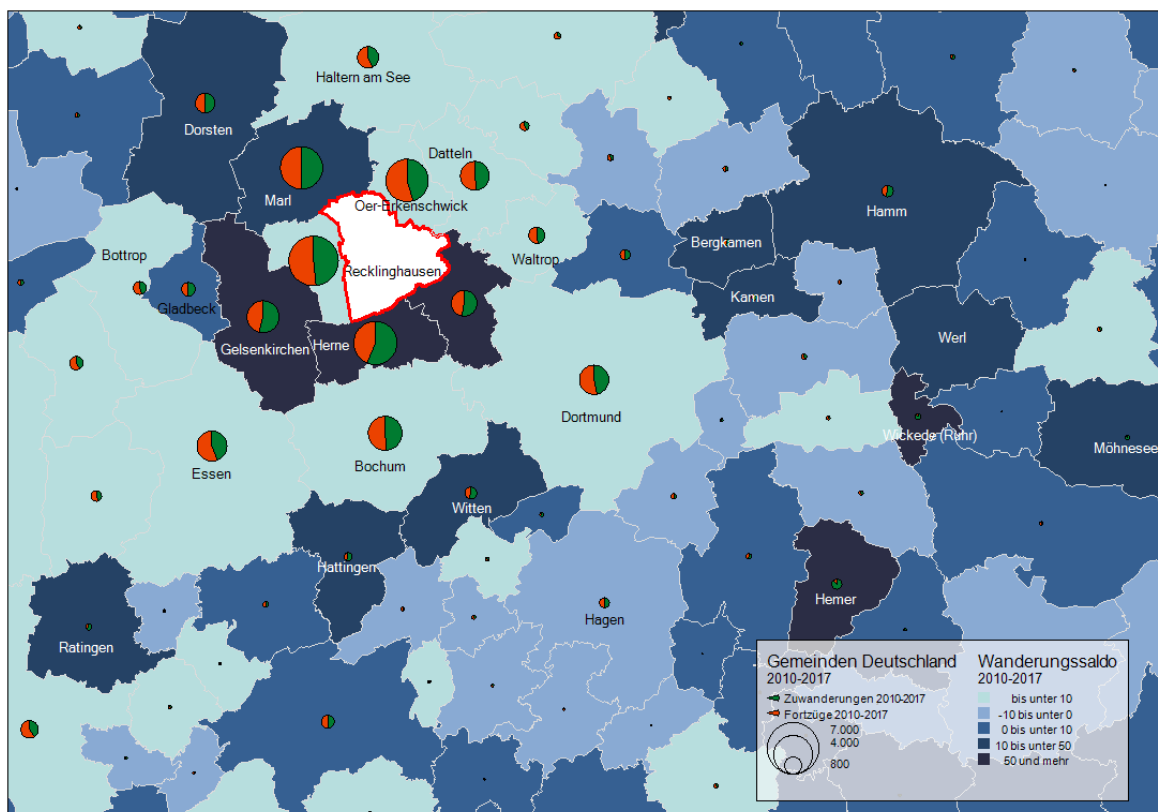 Haltern am See
Dorsten
Datteln
Marl
Oer-Erkenschwick
Hamm
Bergkamen
Bottrop
Waltrop
Recklinghausen
Kamen
Gladbeck
Gelsenkirchen
Herne
Werl
Dortmund
Wickede (Ruhr)
Möhnesee
Essen
Bochum
Witten
Hattingen
Hemer
Hagen
Ratingen
Gemeinden Deutschland
2010-2017
Zuwanderungen 2010-2017
Fortzüge 2010-2017
7.000
4.000
800
Wanderungssaldo
2010-2017
bis unter 10
-10 bis unter 0
0 bis unter 10
10 bis unter 50
50 und mehr